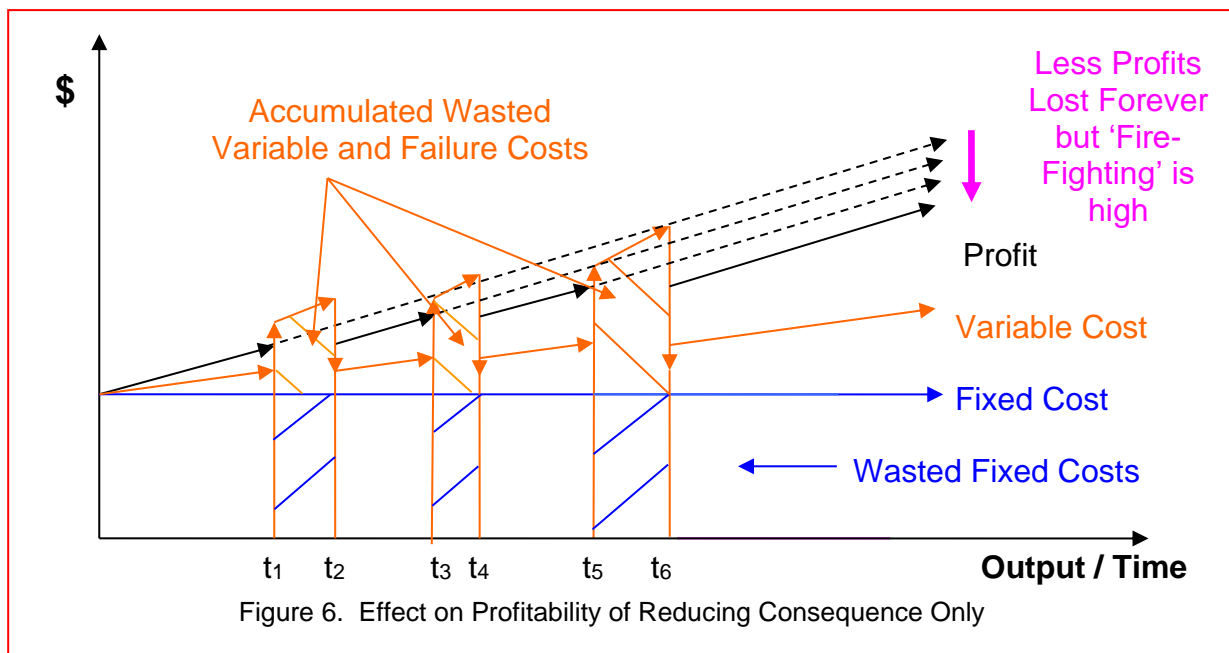 $
Accumulated Wasted
Variable and Failure Costs
Less Profits
Lost Forever
but ‘Fire-
Fighting’ is
high
Profit
Variable Cost
Fixed Cost
Wasted Fixed Costs
t1 t2 t3 t4 t5 t6
Output / Time
Figure 6. Effect on Profitability of Reducing Consequence Only